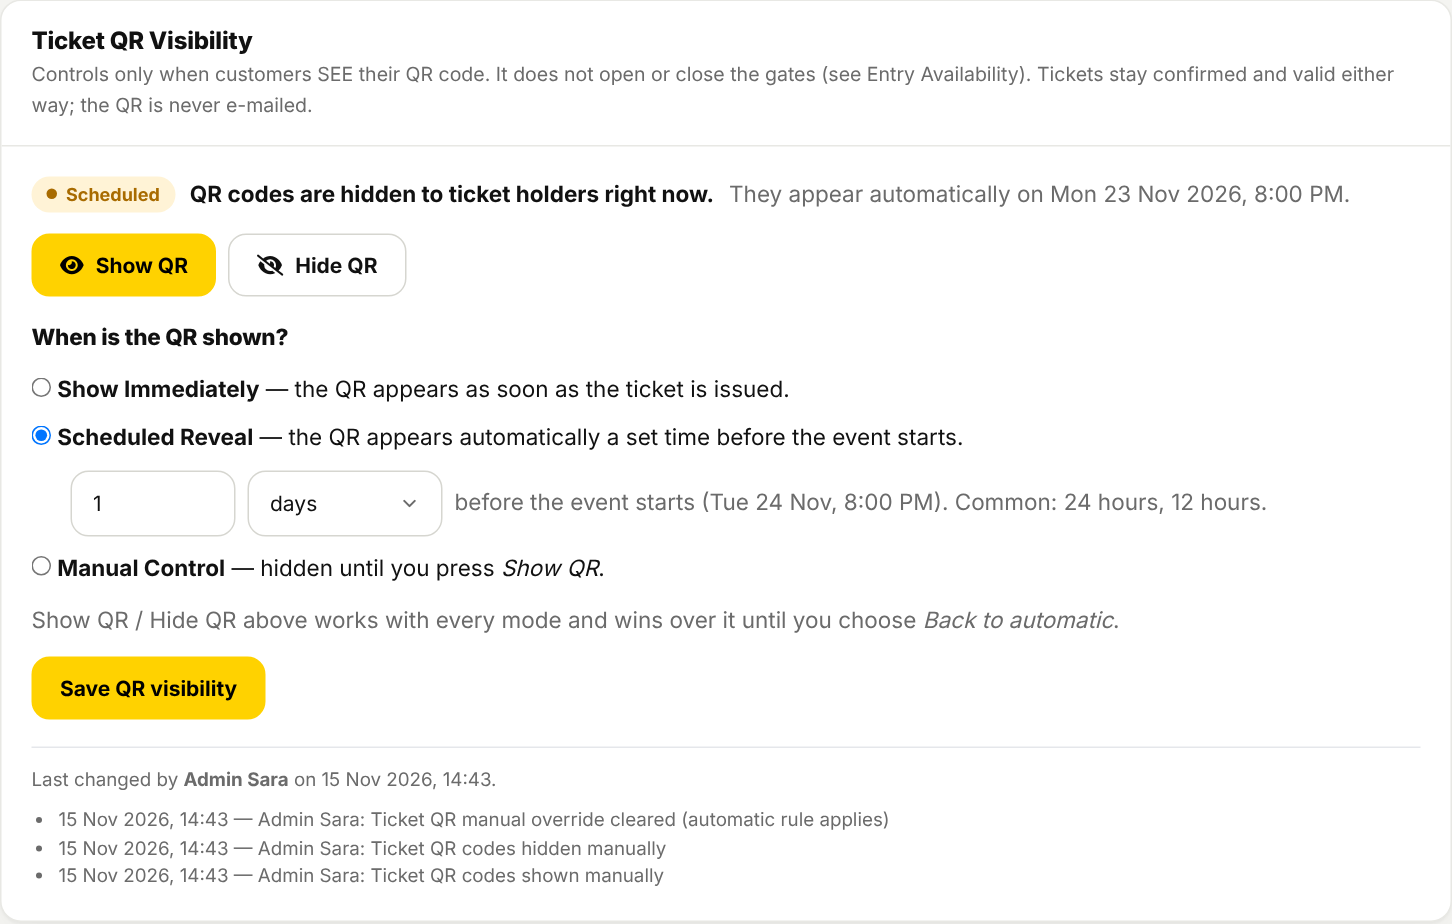 Ticket QR Visibility
Controls only when customers SEE their QR code. It does not open or close the gates (see Entry Availability). Tickets stay confirmed and valid either
way; the QR is never e-mailed.
Scheduled QR codes are hidden to ticket holders right now. They appear automatically on Mon 23 Nov 2026, 8:00 PM.
Show QR Hide QR
When is the QR shown?
Show Immediately — the QR appears as soon as the ticket is issued.
Scheduled Reveal — the QR appears automatically a set time before the event starts.
1 days before the event starts (Tue 24 Nov, 8:00 PM). Common: 24 hours, 12 hours.
Manual Control — hidden until you press Show QR.
Show QR / Hide QR above works with every mode and wins over it until you choose Back to automatic.
Save QR visibility
Last changed by Admin Sara on 15 Nov 2026, 14:43.
• 15 Nov 2026, 14:43 — Admin Sara: Ticket QR manual override cleared (automatic rule applies)
• 15 Nov 2026, 14:43 — Admin Sara: Ticket QR codes hidden manually
• 15 Nov 2026, 14:43 — Admin Sara: Ticket QR codes shown manually